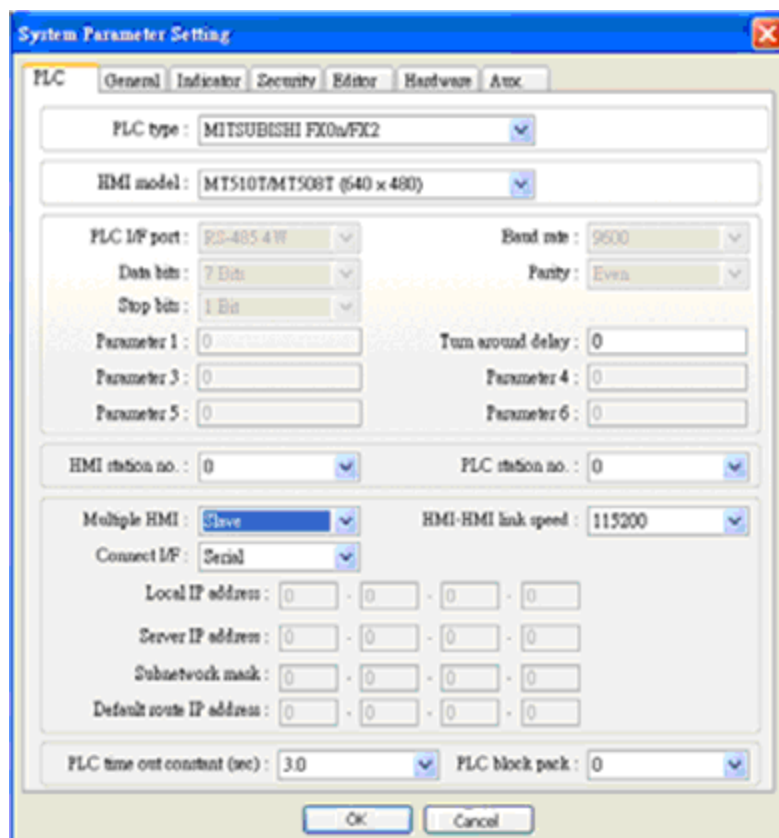 System Parameter Setting
PLC General Indicator Security Editor Hardware Aux.
PLC type : MITSUBISHI FX0n/FX2
HMI model : MT510T/MT508T (640 x 480)
PLC I/F port : RS-485 4W Baud rate : 9600
Data bits : 7 Bits Parity : Even
Stop bits : 1 Bit
Parameter 1 : 0 Turn around delay : 0
Parameter 3 : 0 Parameter 4 : 0
Parameter 5 : 0 Parameter 6 : 0
HMI station no. : 0 PLC station no. : 0
Multiple HMI : Slave HMI-HMI link speed : 115200
Connect I/F : Serial
Local IP address : 0 - 0 - 0 - 0
Server IP address : 0 - 0 - 0 - 0
Subnetwork mask : 0 - 0 - 0 - 0
Default route IP address : 0 - 0 - 0 - 0
PLC time out constant (sec) : 3.0 PLC block pack : 0
OK Cancel